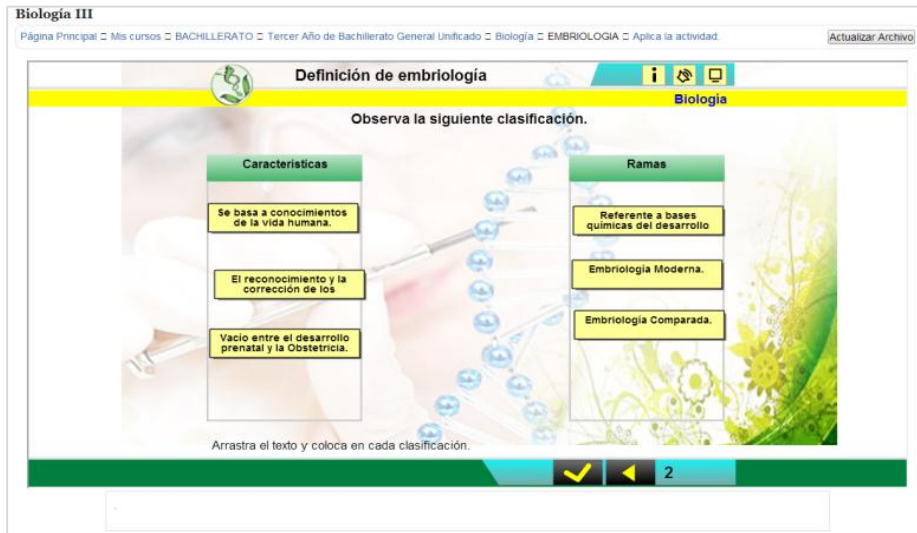 Biología III
Página Principal □ Mis cursos □ BACHILLERATO □ Tercer Año de Bachillerato General Unificado □ Biología □ EMBRIOLOGIA □ Aplica la actividad.
Actualizar Archivo
Definición de embriología
i
Biología
Observa la siguiente clasificación.
Características
Se basa a conocimientos
de la vida humana.
El reconocimiento y la
corrección de los
Vacio entre el desarrollo
prenatal y la Obstetricia.
Ramas
Referente a bases
químicas del desarrollo
Embriología Moderna.
Embriología Comparada.
Arrastra el texto y coloca en cada clasificación.
2